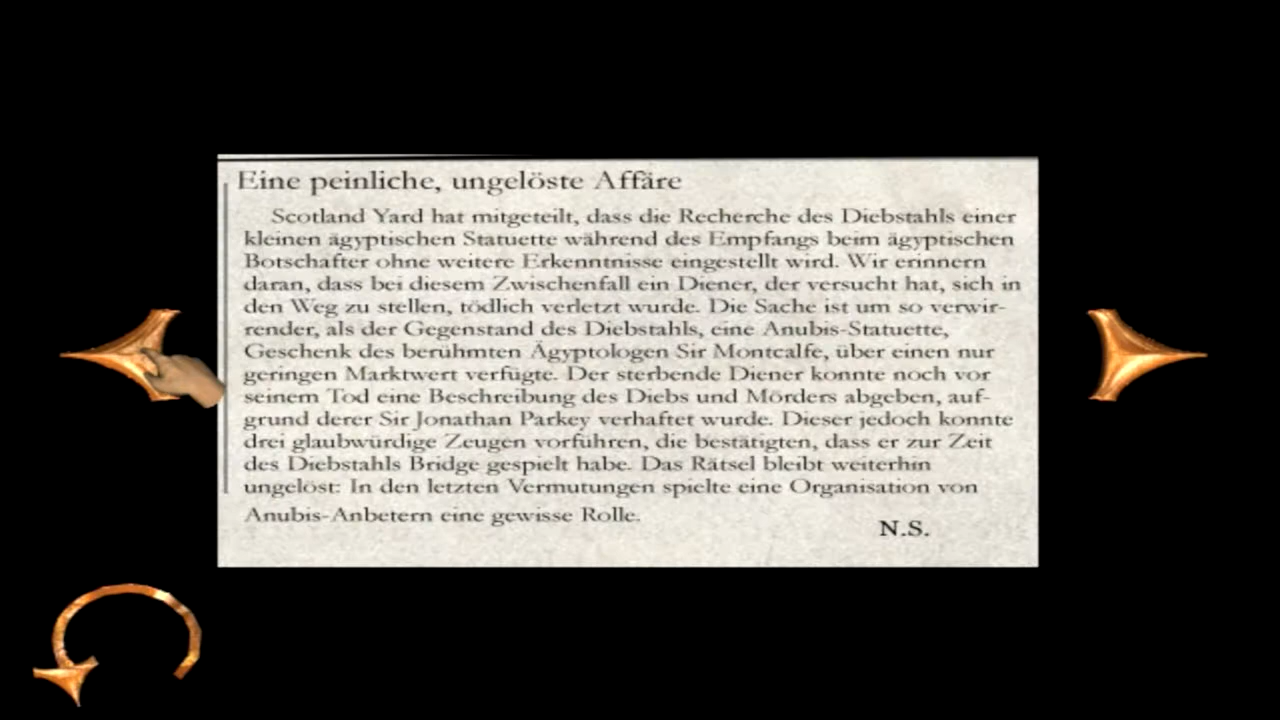 Eine peinliche, ungelöste Affäre
Scotland Yard hat mitgeteilt, dass die Recherche des Diebstahls einer
kleinen ägyptischen Statuette während des Empfangs beim ägyptischen
Botschafter ohne weitere Erkenntnisse eingestellt wird. Wir erinnern
daran, dass bei diesem Zwischenfall ein Diener, der versucht hat, sich in
den Weg zu stellen, tödlich verletzt wurde. Die Sache ist um so verwir-
render, als der Gegenstand des Diebstahls, eine Anubis-Statuette,
Geschenk des berühmten Ägyptologen Sir Montcalfe, über einen nur
geringen Marktwert verfügte. Der sterbende Diener konnte noch vor
seinem Tod eine Beschreibung des Diebs und Mörders abgeben, auf-
grund derer Sir Jonathan Parkey verhaftet wurde. Dieser jedoch konnte
drei glaubwürdige Zeugen vorführen, die bestätigten, dass er zur Zeit
des Diebstahls Bridge gespielt habe. Das Rätsel bleibt weiterhin
ungelöst: In den letzten Vermutungen spielte eine Organisation von
Anubis-Anbetern eine gewisse Rolle.
N.S.